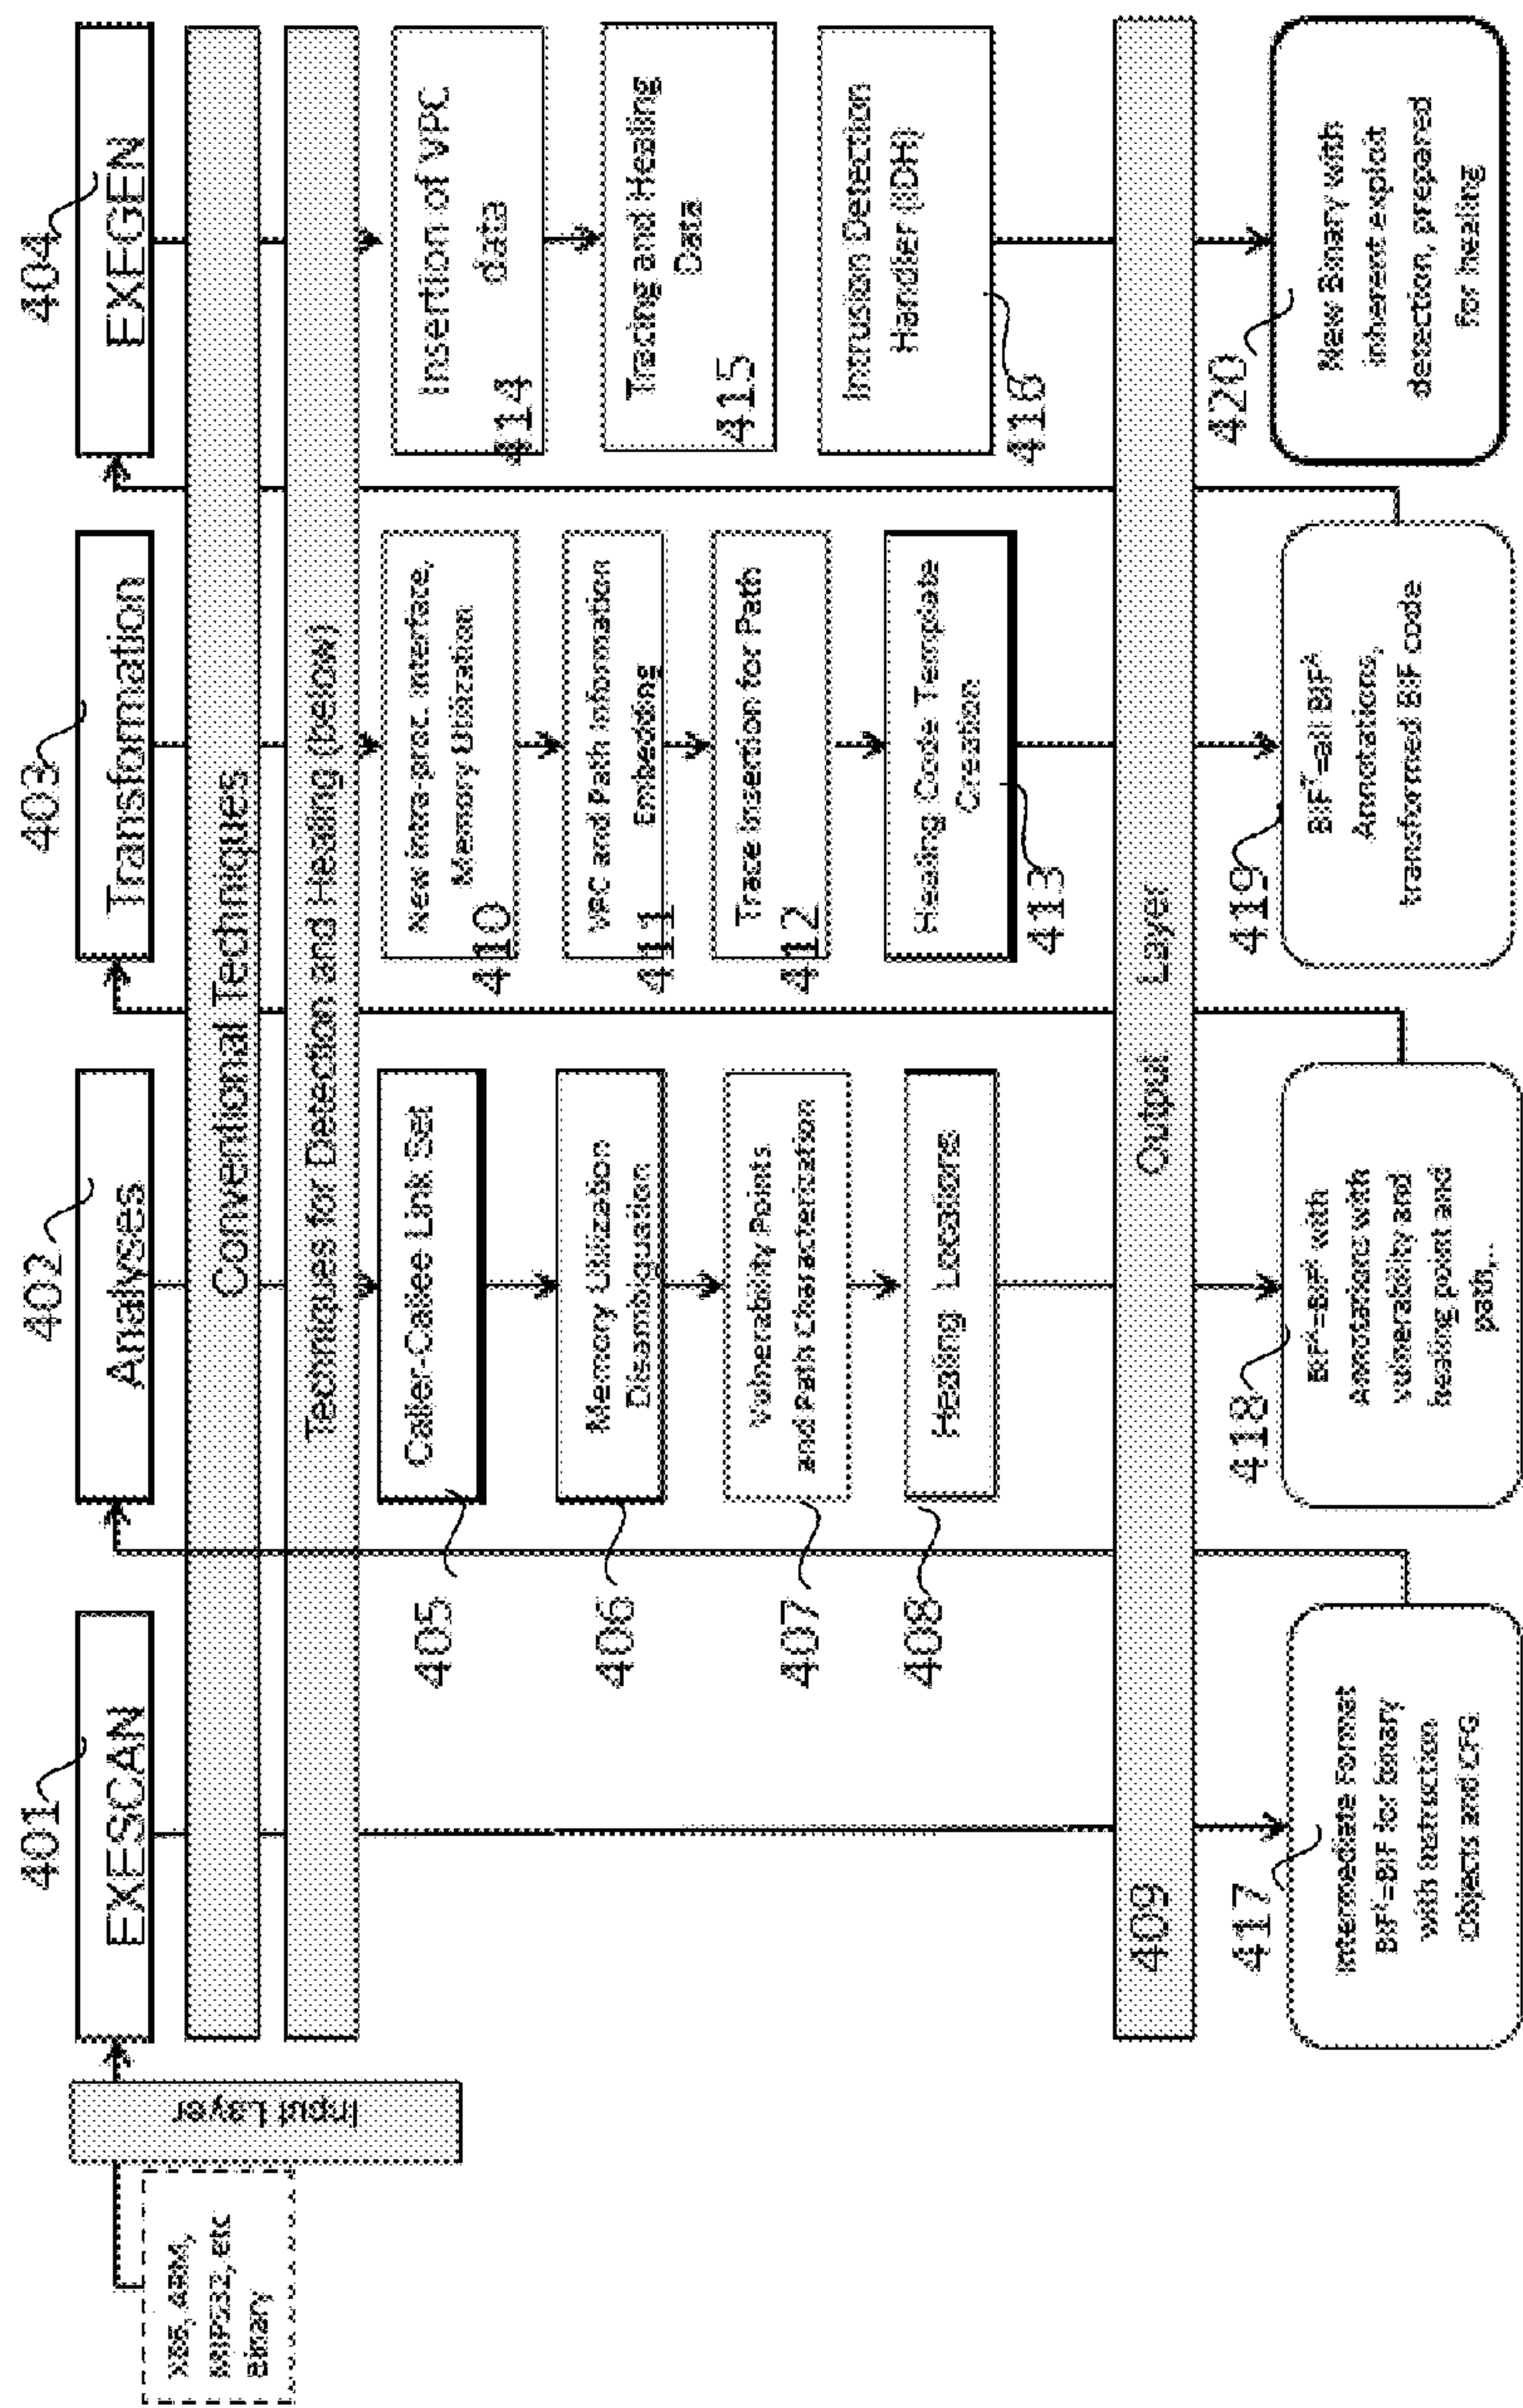 401
EXESCAN
402
Analyses
403
Transformation
404
EXEGEN
X86, ARM,
MIPS32, etc
Binary
Input Layer
Conventional Techniques
Techniques for Detection and Healing (below)
405
Caller-Callee Link Set
406
Memory Utilization
Disambiguation
407
Vulnerability Points
and Path Characterization
408
Healing Locations
New intra-proc. interface,
Memory Utilization
410
VPC and Path Information
Embeding
411
Trace Insertion for Path
412
Healing Code Template
Creation
413
Insertion of VPC
data
414
Tracing and Healing
Data
415
Intrusion Detection
Handler (IDH)
416
409
Output Layer
417
Intermediate Format
BIFᴵ=BIF for binary
with Instruction
Objects and CFG
418
BIFᴬ=BIFᴵ with
Annotations with
vulnerability and
healing point and
path,..
419
BIFᵀ=all BIFᴬ
Annotations,
transformed BIF code
420
New Binary with
inherent exploit
detection, prepared
for healing